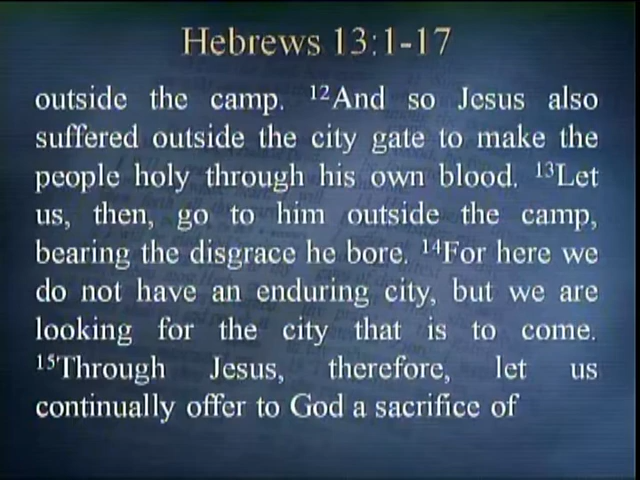 Hebrews 13:1-17
outside the camp. ¹²And so Jesus also
suffered outside the city gate to make the
people holy through his own blood. ¹³Let
us, then, go to him outside the camp,
bearing the disgrace he bore. ¹⁴For here we
do not have an enduring city, but we are
looking for the city that is to come.
¹⁵Through Jesus, therefore, let us
continually offer to God a sacrifice of